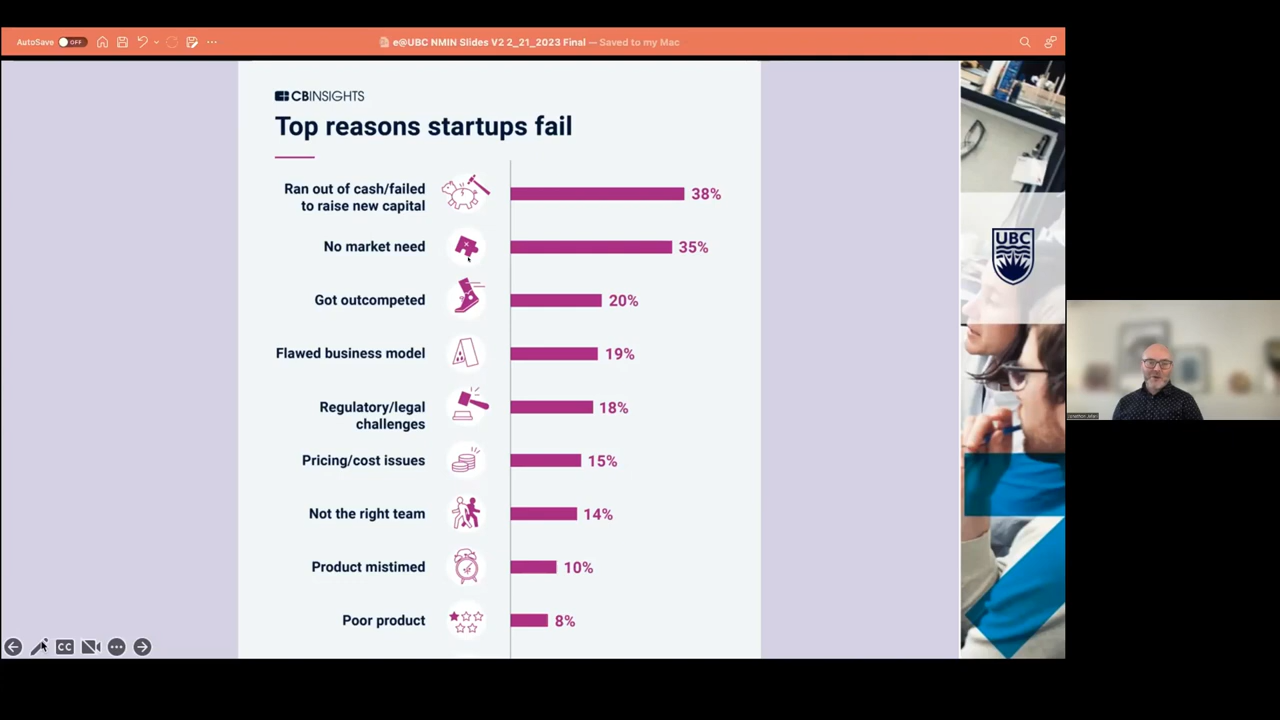 AutoSave OFF
e@UBC NMIN Slides V2 2_21_2023 Final — Saved to my Mac
CBINSIGHTS
Top reasons startups fail
Ran out of cash/failed
to raise new capital
38%
No market need
35%
Got outcompeted
20%
Flawed business model
19%
Regulatory/legal
challenges
18%
Pricing/cost issues
15%
Not the right team
14%
Product mistimed
10%
Poor product
8%
UBC
CC